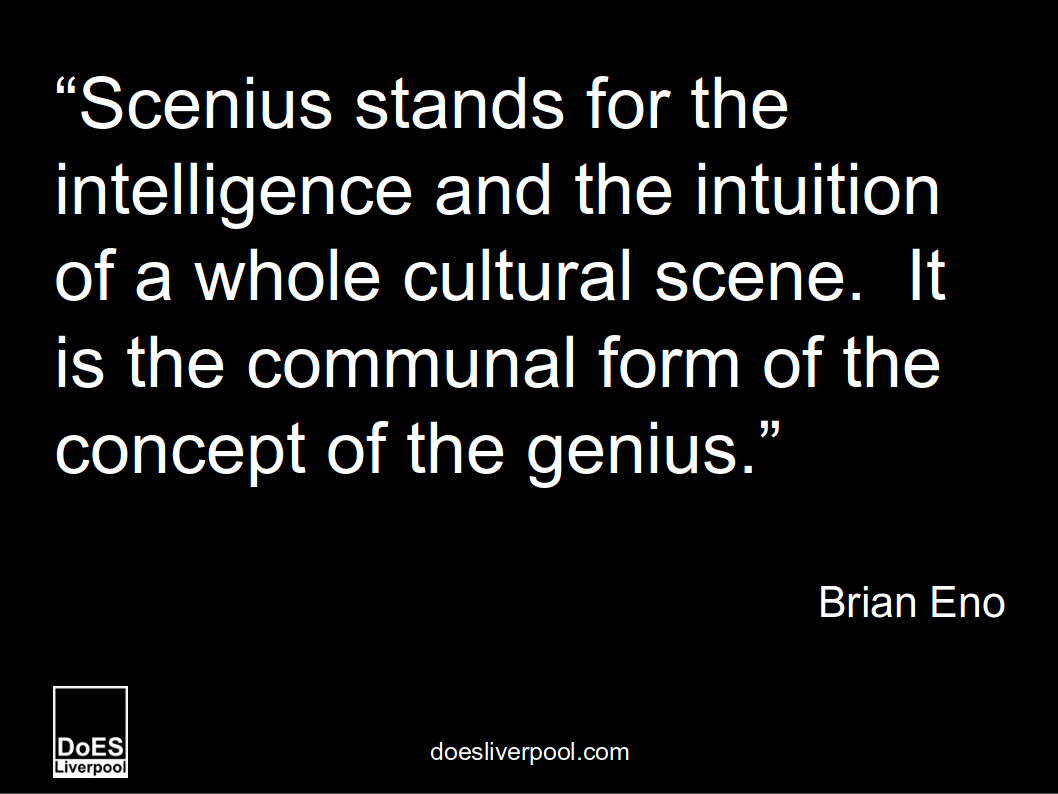 “Scenius stands for the
intelligence and the intuition
of a whole cultural scene.  It
is the communal form of the
concept of the genius.”
Brian Eno
DoES
Liverpool
doesliverpool.com